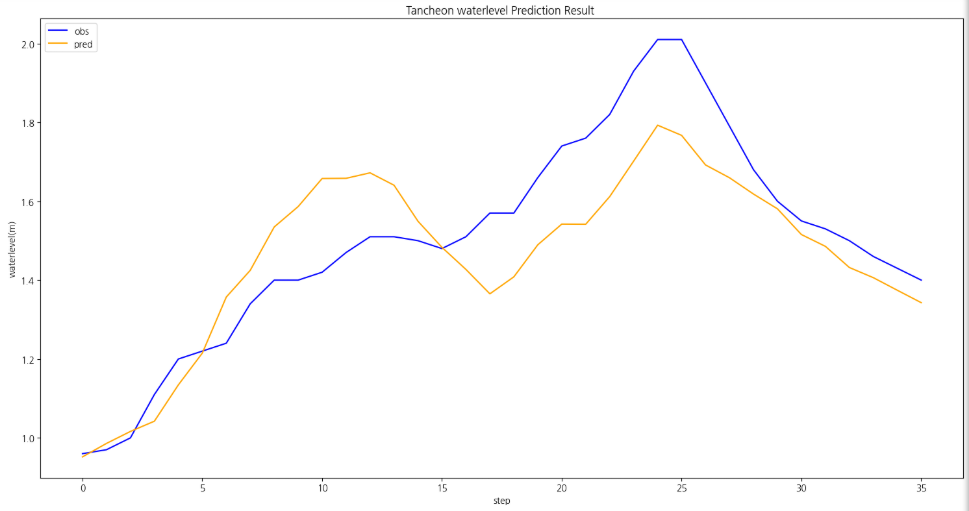 Tancheon waterlevel Prediction Result
obs
pred
2.0
1.8
1.6
1.4
1.2
1.0
waterlevel(m)
0 5 10 15 20 25 30 35
step